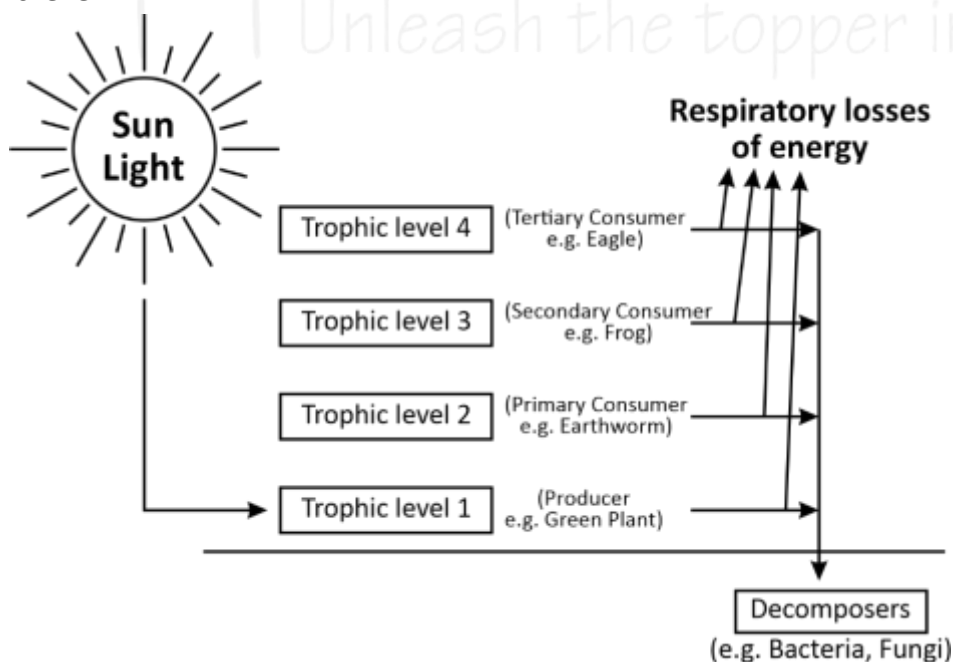 Unleash the topper i
Sun
Light
Respiratory losses
of energy
Trophic level 4
(Tertiary Consumer
e.g. Eagle)
Trophic level 3
(Secondary Consumer
e.g. Frog)
Trophic level 2
(Primary Consumer
e.g. Earthworm)
Trophic level 1
(Producer
e.g. Green Plant)
Decomposers
(e.g. Bacteria, Fungi)